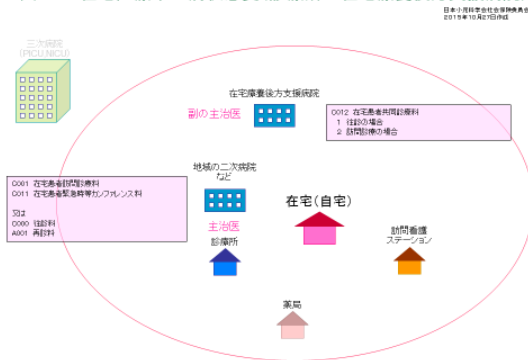 日本小児科学会社会保険委員会
2019年10月27日作成
三次病院
(PICU,NICU)
在宅療養後方支援病院
副の主治医
C012 在宅患者共同診療料
1 往診の場合
2 訪問診療の場合
地域の二次病院
など
C001 在宅患者訪問診療料
C011 在宅患者緊急時等カンファレンス料
又は
C000 往診料
A001 再診料
在宅(自宅)
主治医
診療所
訪問看護
ステーション
薬局